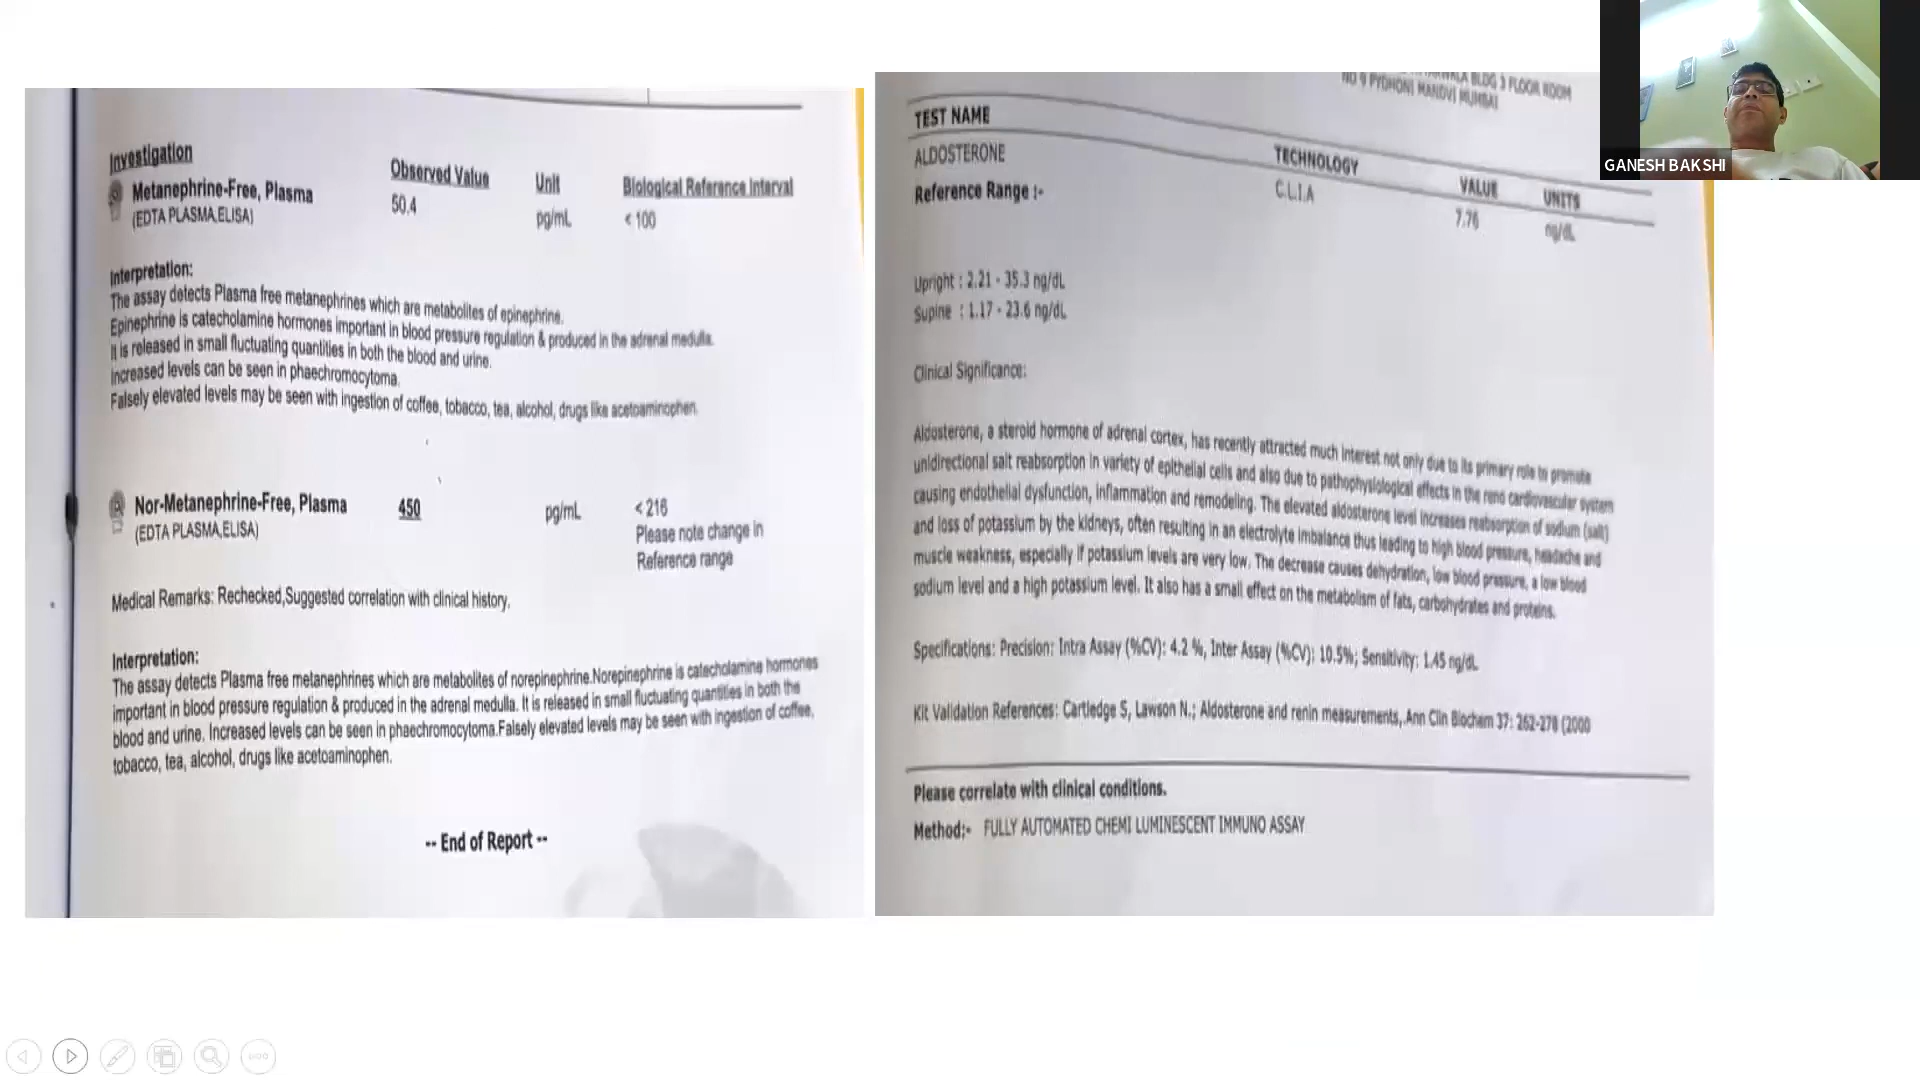 Investigation
Observed Value
Unit
Biological Reference Interval
Metanephrine-Free, Plasma
50.4
pg/mL
< 100
(EDTA PLASMA,ELISA)
Interpretation:
The assay detects Plasma free metanephrines which are metabolites of epinephrine.
Epinephrine is catecholamine hormones important in blood pressure regulation & produced in the adrenal medulla.
It is released in small fluctuating quantities in both the blood and urine.
Increased levels can be seen in phaechromocytoma.
Falsely elevated levels may be seen with ingestion of coffee, tobacco, tea, alcohol, drugs like acetoaminophen.
Nor-Metanephrine-Free, Plasma
450
pg/mL
< 216
(EDTA PLASMA,ELISA)
Please note change in
Reference range
Medical Remarks: Rechecked,Suggested correlation with clinical history.
Interpretation:
The assay detects Plasma free metanephrines which are metabolites of norepinephrine.Norepinephrine is catecholamine hormones
important in blood pressure regulation & produced in the adrenal medulla. It is released in small fluctuating quantities in both the
blood and urine. Increased levels can be seen in phaechromocytoma.Falsely elevated levels may be seen with ingestion of coffee,
tobacco, tea, alcohol, drugs like acetoaminophen.
-- End of Report --
BLDG 3 FLOOR ROOM
NO 9 PYDHONI MANDVI MUMBAI
TEST NAME
TECHNOLOGY
VALUE
UNITS
ALDOSTERONE
C.L.I.A
7.76
ng/dL
Reference Range :-
Upright : 2.21 - 35.3 ng/dL
Supine : 1.17 - 23.6 ng/dL
Clinical Significance:
Aldosterone, a steroid hormone of adrenal cortex, has recently attracted much interest not only due to its primary role to promote
unidirectional salt reabsorption in variety of epithelial cells and also due to pathophysiological effects in the reno cardiovascular system
causing endothelial dysfunction, inflammation and remodeling. The elevated aldosterone level increases reabsorption of sodium (salt)
and loss of potassium by the kidneys, often resulting in an electrolyte imbalance thus leading to high blood pressure, headache and
muscle weakness, especially if potassium levels are very low. The decrease causes dehydration, low blood pressure, a low blood
sodium level and a high potassium level. It also has a small effect on the metabolism of fats, carbohydrates and proteins.
Specifications: Precision: Intra Assay (%CV): 4.2 %, Inter Assay (%CV): 10.5%; Sensitivity: 1.45 ng/dL
Kit Validation References: Cartledge S, Lawson N.; Aldosterone and renin measurements, Ann Clin Biochem 37: 262-278 (2000
Please correlate with clinical conditions.
Method:- FULLY AUTOMATED CHEMI LUMINESCENT IMMUNO ASSAY
GANESH BAKSHI